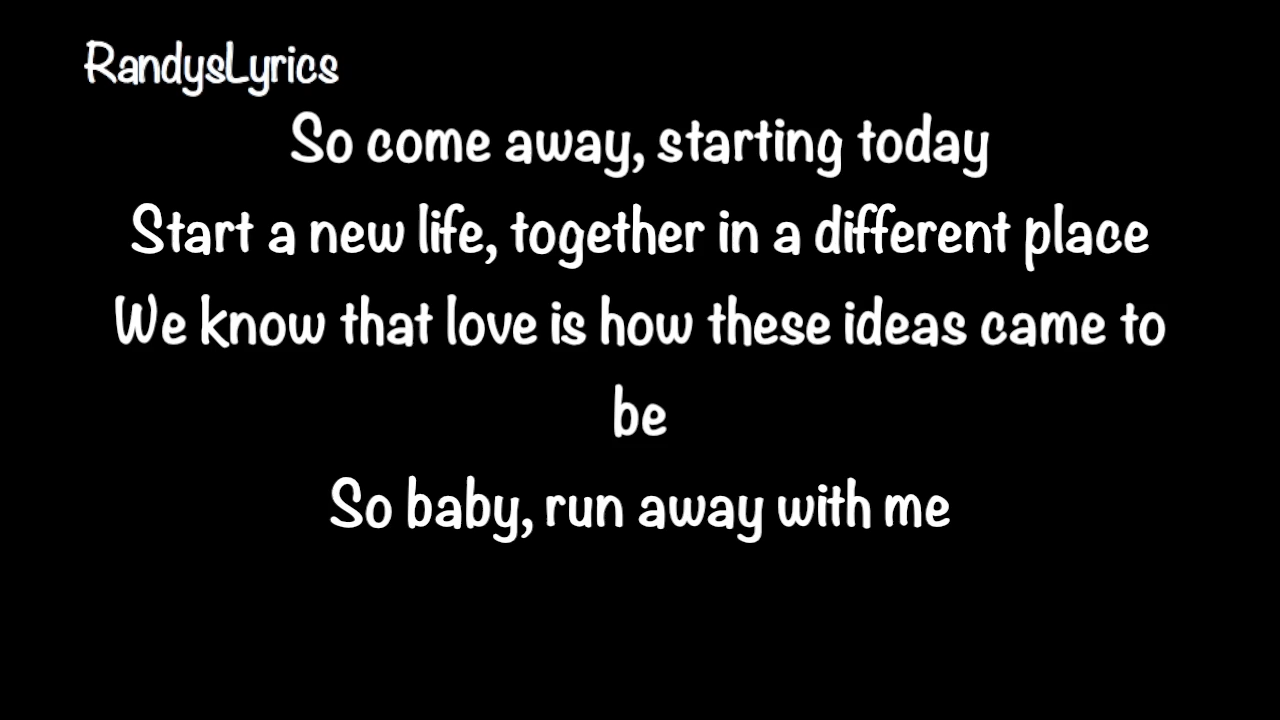 RandysLyrics
So come away, starting today
Start a new life, together in a different place
We know that love is how these ideas came to
be
So baby, run away with me